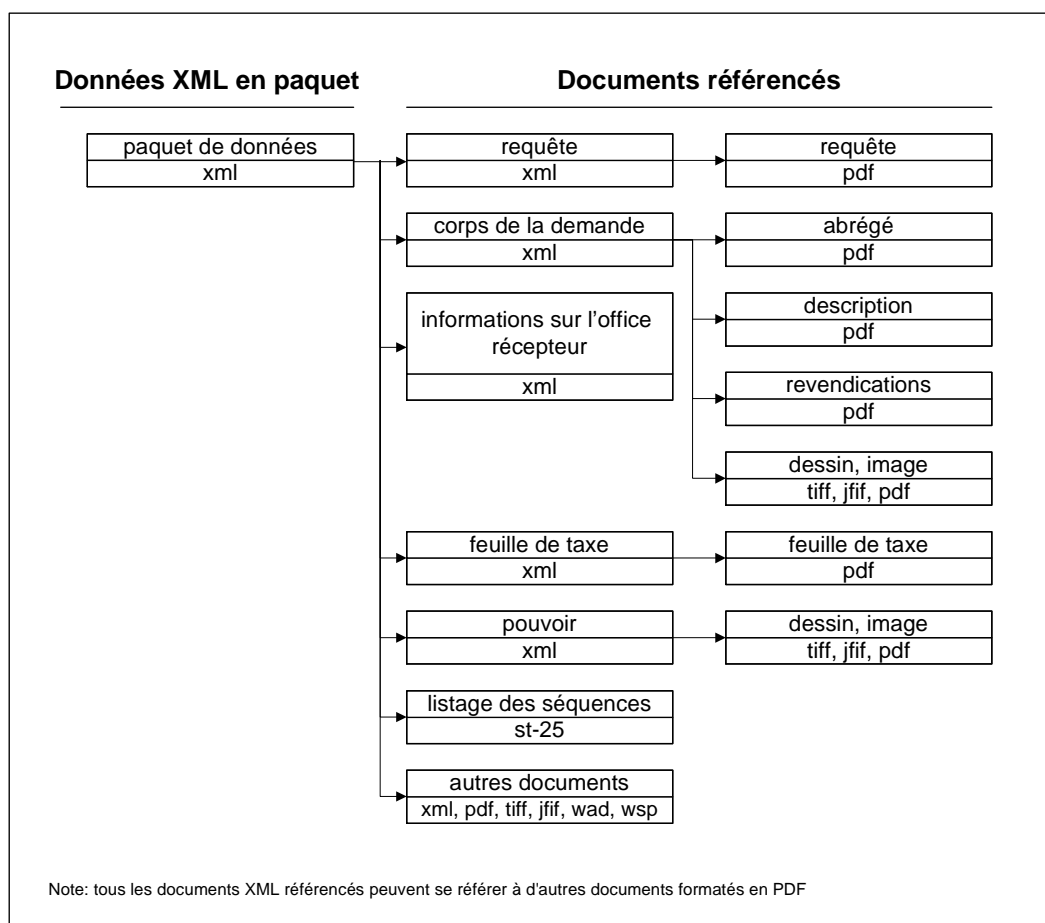 Données XML en paquet
Documents référencés
paquet de données
xml
requête
xml
requête
pdf
corps de la demande
xml
abrégé
pdf
informations sur l'office
récepteur
xml
description
pdf
revendications
pdf
dessin, image
tiff, jfif, pdf
feuille de taxe
xml
feuille de taxe
pdf
pouvoir
xml
dessin, image
tiff, jfif, pdf
listage des séquences
st-25
autres documents
xml, pdf, tiff, jfif, wad, wsp
Note: tous les documents XML référencés peuvent se référer à d'autres documents formatés en PDF